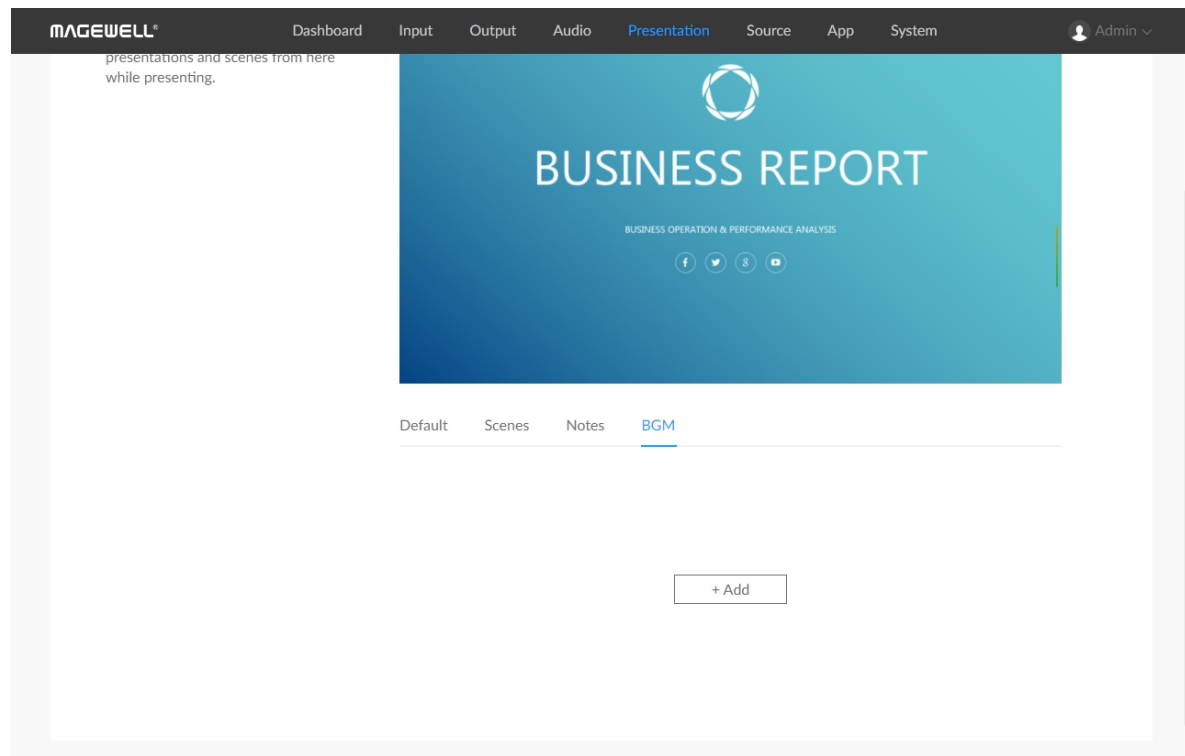 MAGEWELL® Dashboard Input Output Audio Presentation Source App System Admin
presentations and scenes from here
while presenting.
BUSINESS REPORT
BUSINESS OPERATION & PERFORMANCE ANALYSIS
Default Scenes Notes BGM
+ Add